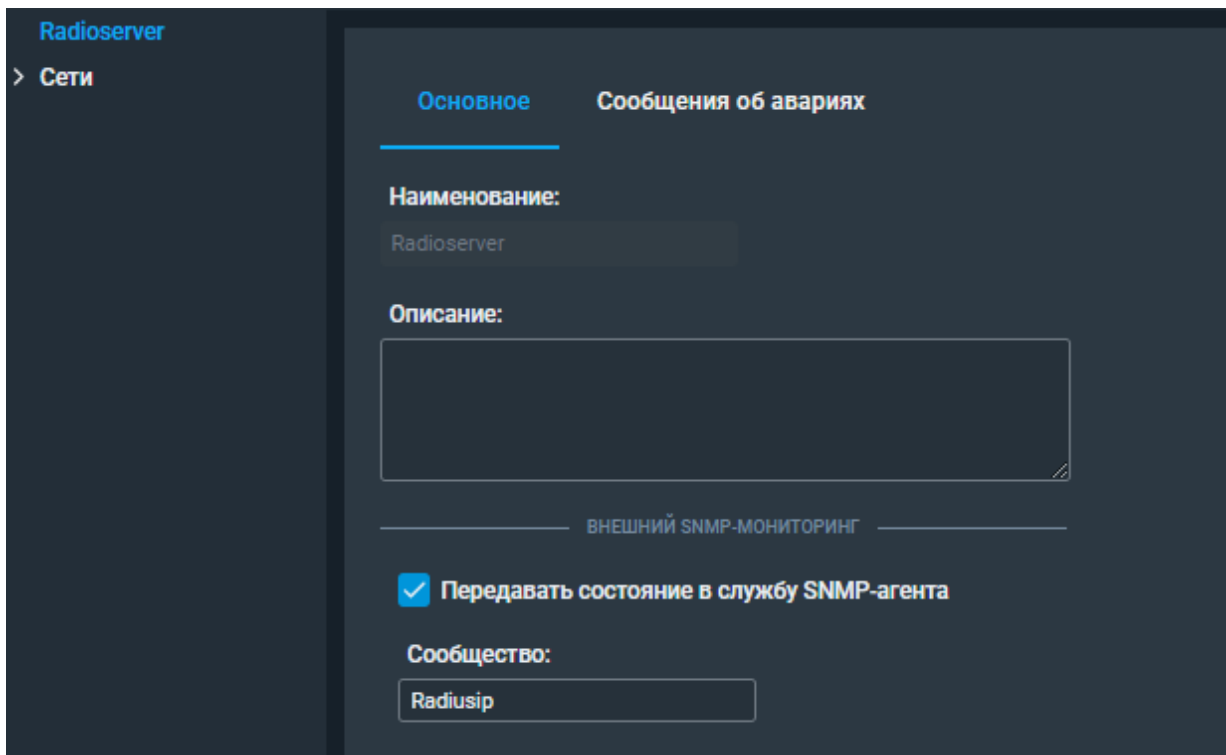 Radioserver
Сети
Основное Сообщения об авариях
Наименование:
Radioserver
Описание:
ВНЕШНИЙ SNMP-МОНИТОРИНГ
Передавать состояние в службу SNMP-агента
Сообщество:
Radiusip